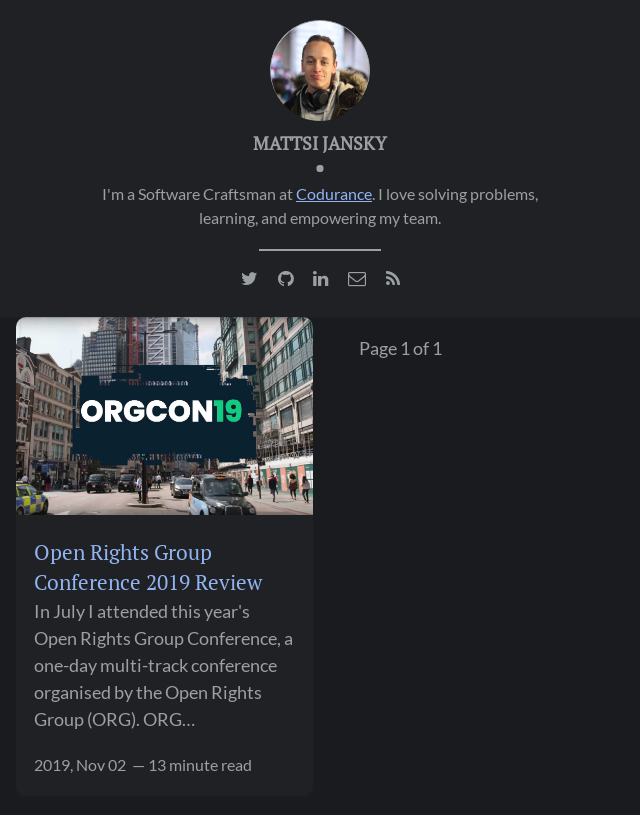 MATTSI JANSKY
I'm a Software Craftsman at Codurance. I love solving problems,
learning, and empowering my team.
ORGCON19
Page 1 of 1
Open Rights Group
Conference 2019 Review
In July I attended this year's
Open Rights Group Conference, a
one-day multi-track conference
organised by the Open Rights
Group (ORG). ORG…
2019, Nov 02 — 13 minute read